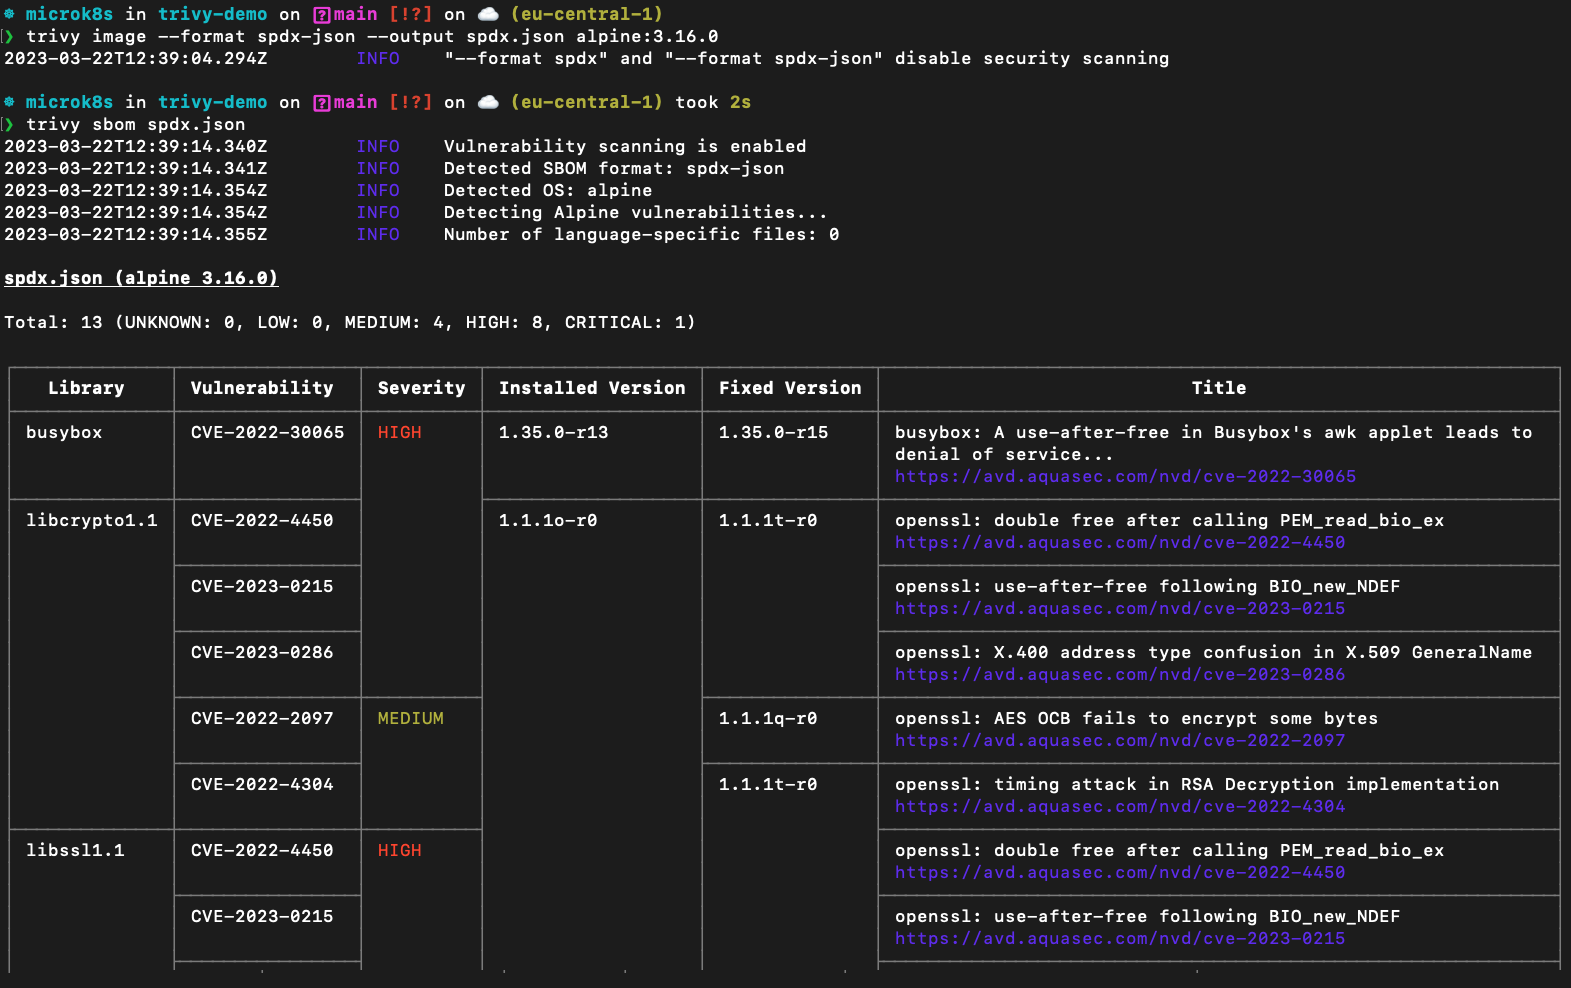 ☸ microk8s in trivy-demo on ?main [!?] on ☁️ (eu-central-1)
❯ trivy image --format spdx-json --output spdx.json alpine:3.16.0
2023-03-22T12:39:04.294Z INFO "--format spdx" and "--format spdx-json" disable security scanning
☸ microk8s in trivy-demo on ?main [!?] on ☁️ (eu-central-1) took 2s
❯ trivy sbom spdx.json
2023-03-22T12:39:14.340Z INFO Vulnerability scanning is enabled
2023-03-22T12:39:14.341Z INFO Detected SBOM format: spdx-json
2023-03-22T12:39:14.354Z INFO Detected OS: alpine
2023-03-22T12:39:14.354Z INFO Detecting Alpine vulnerabilities...
2023-03-22T12:39:14.355Z INFO Number of language-specific files: 0
spdx.json (alpine 3.16.0)
Total: 13 (UNKNOWN: 0, LOW: 0, MEDIUM: 4, HIGH: 8, CRITICAL: 1)
Library Vulnerability Severity Installed Version Fixed Version Title
busybox CVE-2022-30065 HIGH 1.35.0-r13 1.35.0-r15 busybox: A use-after-free in Busybox's awk applet leads to
denial of service...
https://avd.aquasec.com/nvd/cve-2022-30065
libcrypto1.1 CVE-2022-4450 1.1.1o-r0 1.1.1t-r0 openssl: double free after calling PEM_read_bio_ex
https://avd.aquasec.com/nvd/cve-2022-4450
CVE-2023-0215 openssl: use-after-free following BIO_new_NDEF
https://avd.aquasec.com/nvd/cve-2023-0215
CVE-2023-0286 openssl: X.400 address type confusion in X.509 GeneralName
https://avd.aquasec.com/nvd/cve-2023-0286
CVE-2022-2097 MEDIUM 1.1.1q-r0 openssl: AES OCB fails to encrypt some bytes
https://avd.aquasec.com/nvd/cve-2022-2097
CVE-2022-4304 1.1.1t-r0 openssl: timing attack in RSA Decryption implementation
https://avd.aquasec.com/nvd/cve-2022-4304
libssl1.1 CVE-2022-4450 HIGH openssl: double free after calling PEM_read_bio_ex
https://avd.aquasec.com/nvd/cve-2022-4450
CVE-2023-0215 openssl: use-after-free following BIO_new_NDEF
https://avd.aquasec.com/nvd/cve-2023-0215